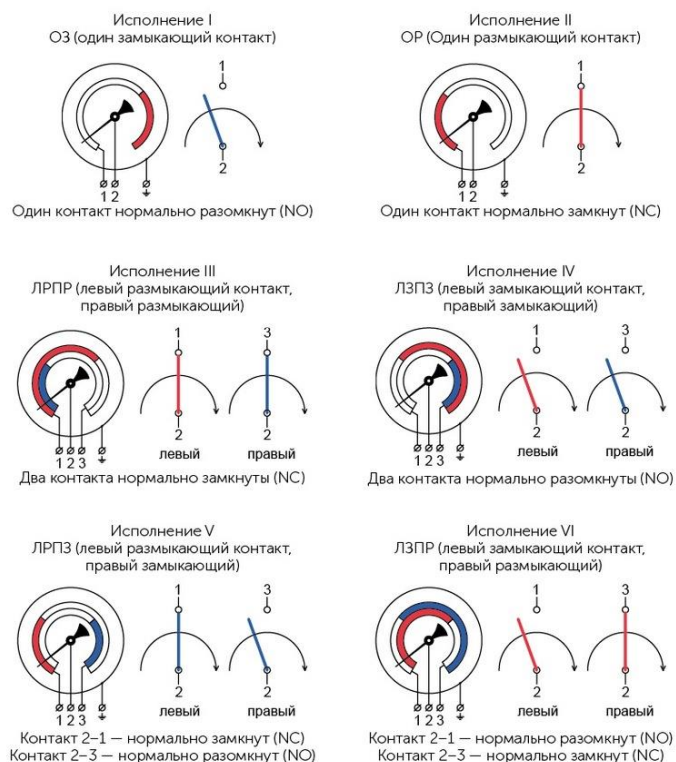 Исполнение I
ОЗ (один замыкающий контакт)
1
2
1 2
Один контакт нормально разомкнут (NO)
Исполнение II
ОР (Один размыкающий контакт)
1
2
1 2
Один контакт нормально замкнут (NC)
Исполнение III
ЛРПР (левый размыкающий контакт,
правый размыкающий)
1
3
2
2
1 2 3
левый
правый
Два контакта нормально замкнуты (NC)
Исполнение IV
ЛЗПЗ (левый замыкающий контакт,
правый замыкающий)
1
3
2
2
1 2 3
левый
правый
Два контакта нормально разомкнуты (NO)
Исполнение V
ЛРПЗ (левый размыкающий контакт,
правый замыкающий)
1
3
2
2
1 2 3
левый
правый
Контакт 2–1 — нормально замкнут (NC)
Контакт 2–3 — нормально разомкнут (NO)
Исполнение VI
ЛЗПР (левый замыкающий контакт,
правый размыкающий)
1
3
2
2
1 2 3
левый
правый
Контакт 2–1 — нормально разомкнут (NO)
Контакт 2–3 — нормально замкнут (NC)